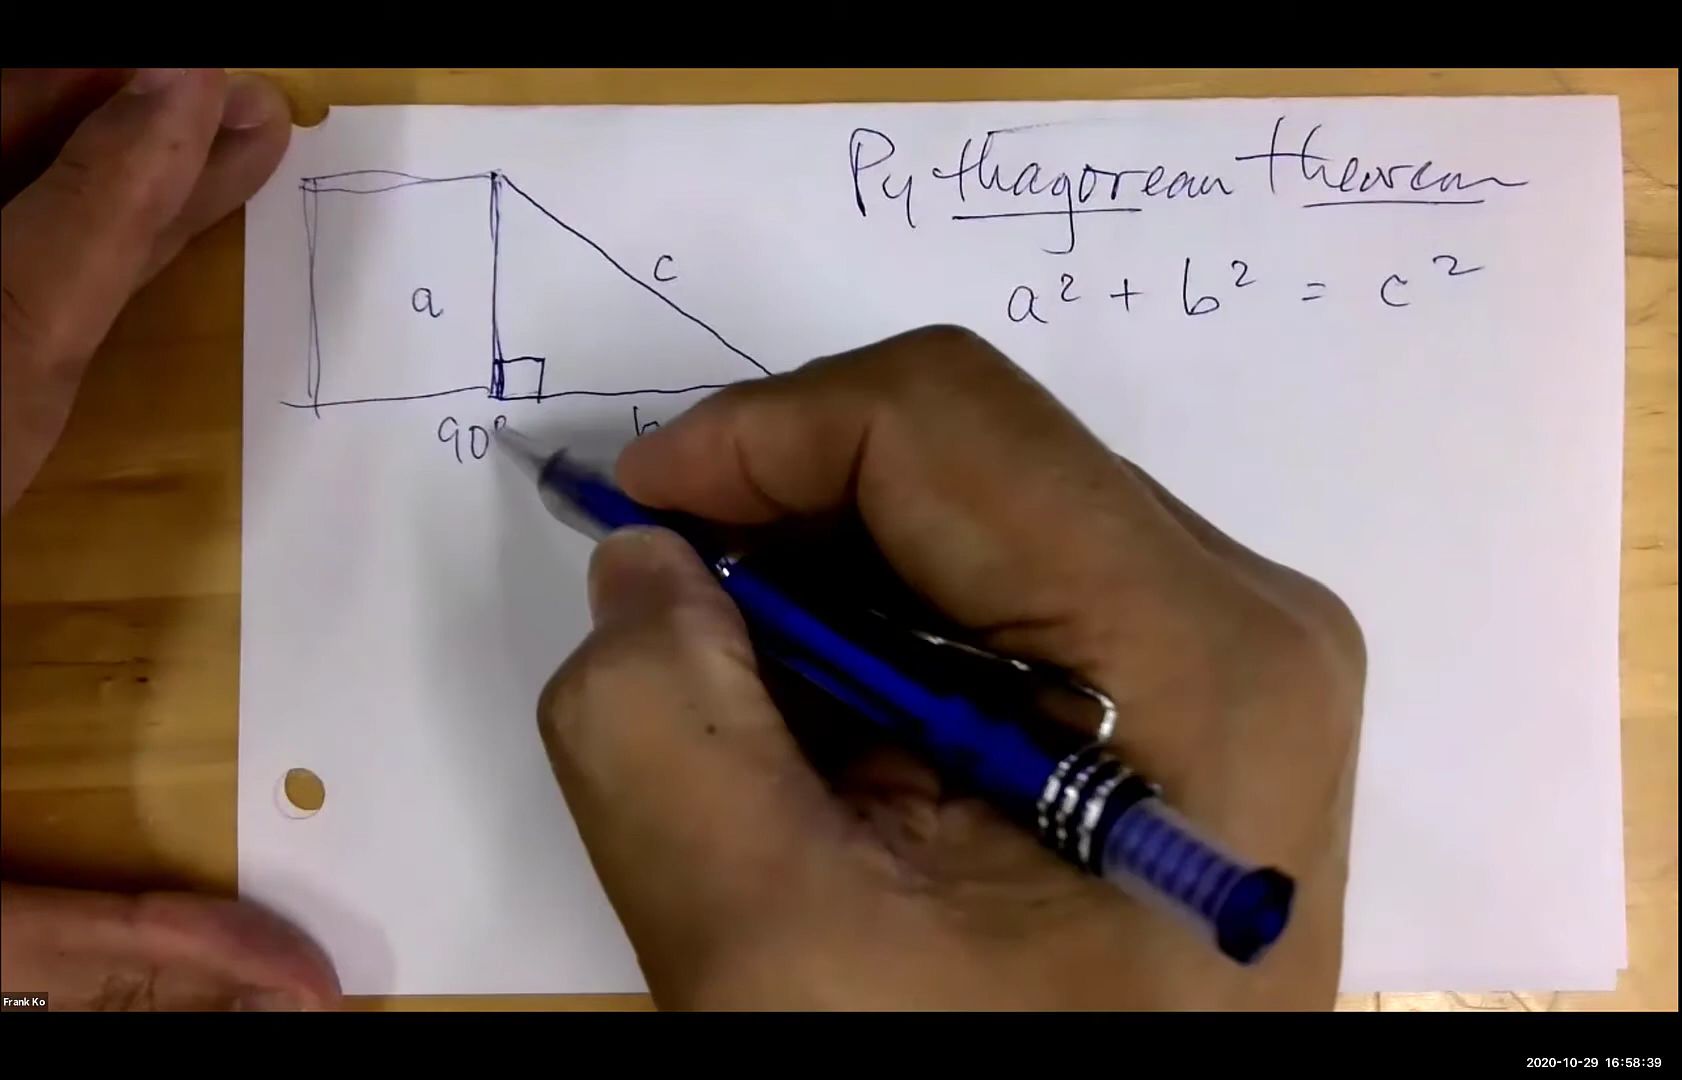 Pythagorean theorem
a² + b² = c²
c
a
90°
b
Frank Ko
2020-10-29 16:58:39